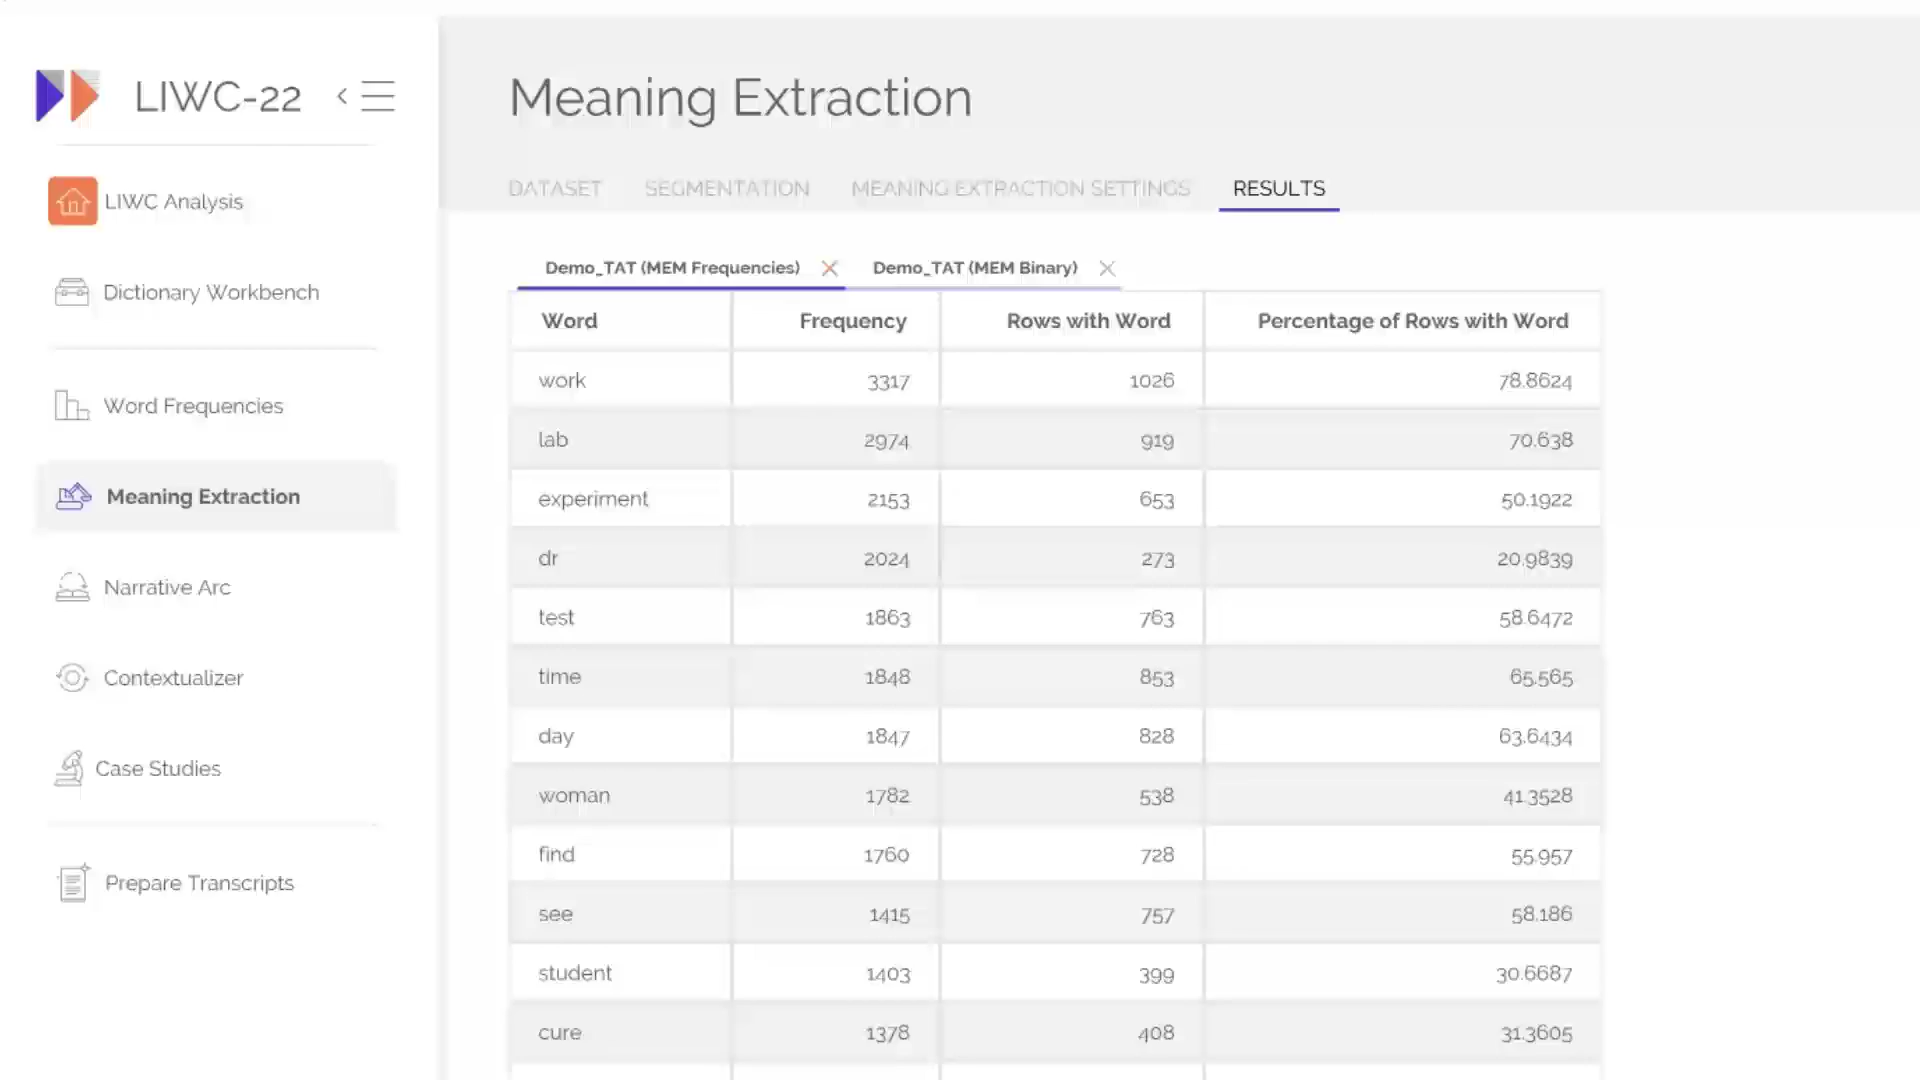 LIWC-22
LIWC Analysis
Dictionary Workbench
Word Frequencies
Meaning Extraction
Narrative Arc
Contextualizer
Case Studies
Prepare Transcripts
Meaning Extraction
DATASET SEGMENTATION MEANING EXTRACTION SETTINGS RESULTS
Demo_TAT (MEM Frequencies) Demo_TAT (MEM Binary)
Word Frequency Rows with Word Percentage of Rows with Word
work 3317 1026 78.8624
lab 2974 919 70.638
experiment 2153 653 50.1922
dr 2024 273 20.9839
test 1863 763 58.6472
time 1848 853 65.565
day 1847 828 63.6434
woman 1782 538 41.3528
find 1760 728 55.957
see 1415 757 58.186
student 1403 399 30.6687
cure 1378 408 31.3605